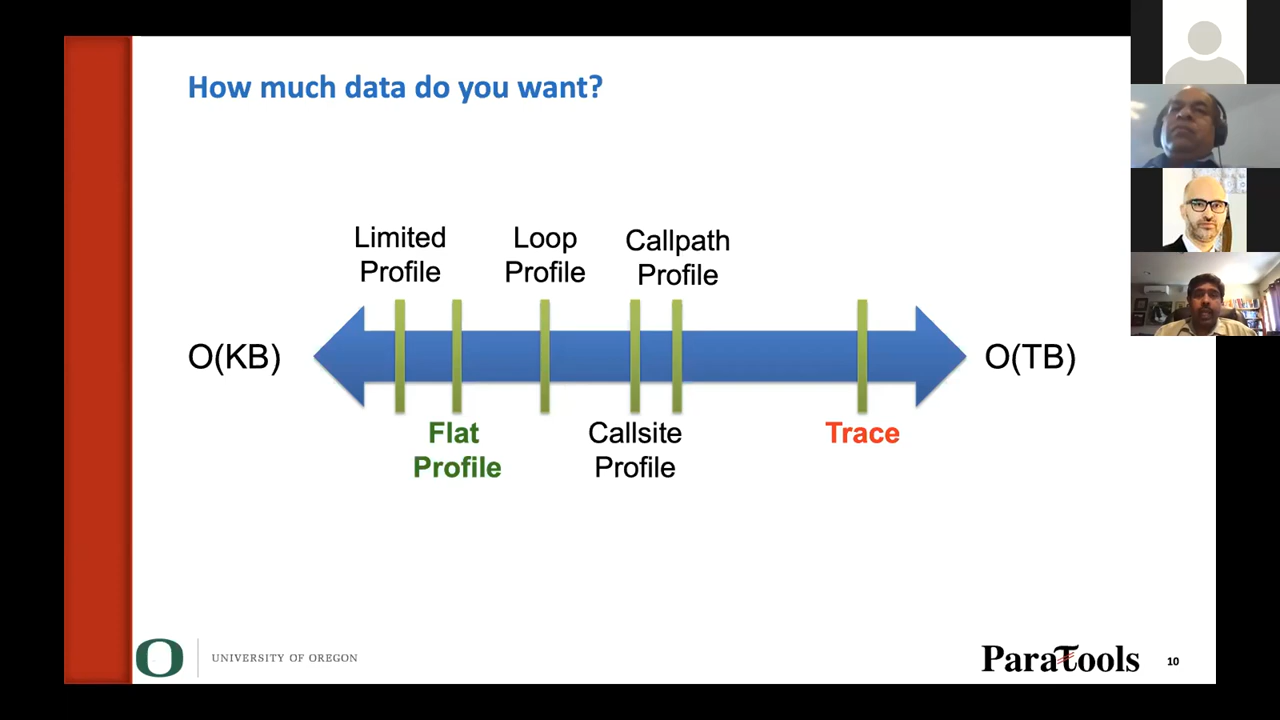 How much data do you want?
Limited
Profile
Loop
Profile
Callpath
Profile
O(KB)
O(TB)
Flat
Profile
Callsite
Profile
Trace
O
UNIVERSITY OF OREGON
ParaTools
10